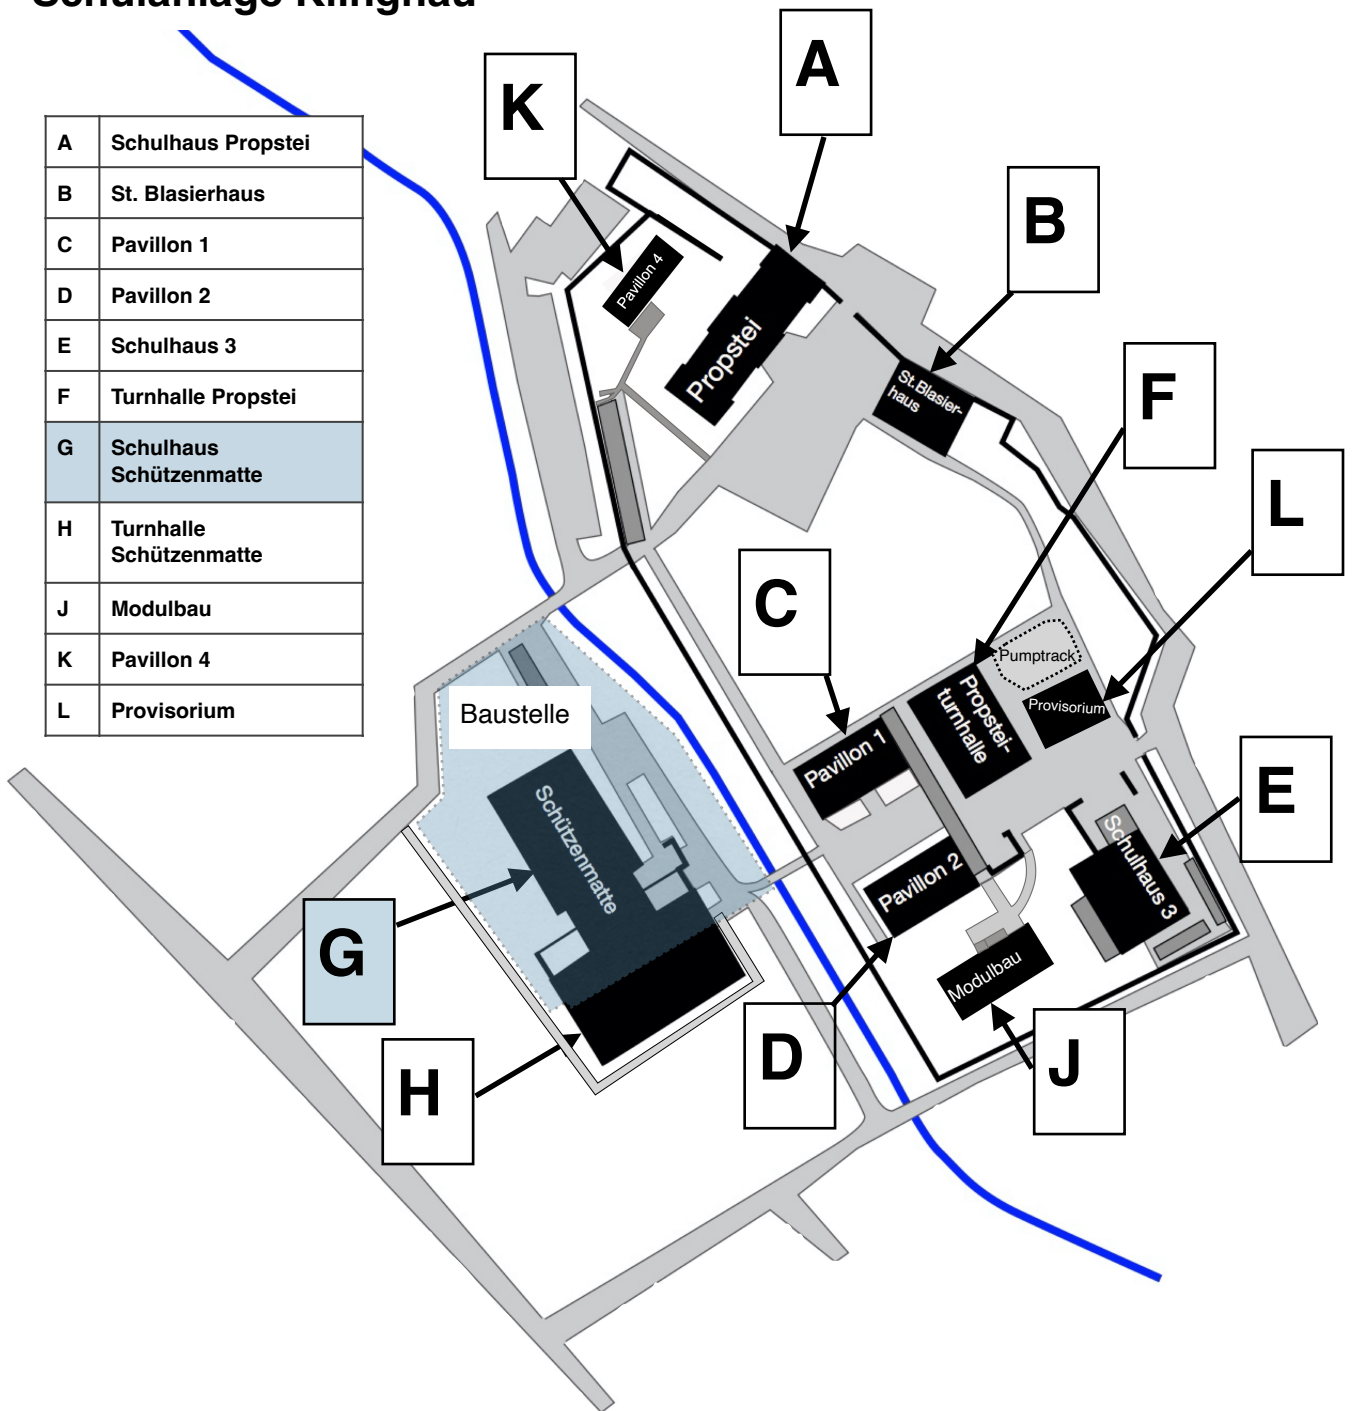 Schulanlage Klingnau
A Schulhaus Propstei
B St. Blasierhaus
C Pavillon 1
D Pavillon 2
E Schulhaus 3
F Turnhalle Propstei
G Schulhaus
Schützenmatte
H Turnhalle
Schützenmatte
J Modulbau
K Pavillon 4
L Provisorium
A
K
B
F
L
C
E
G
D
H
J
Pavillon 4
Propstei
St.Blasier-
haus
Pumptrack
Provisorium
Propstei-
turnhalle
Pavillon 1
Baustelle
Schützenmatte
Pavillon 2
Schulhaus 3
Modulbau